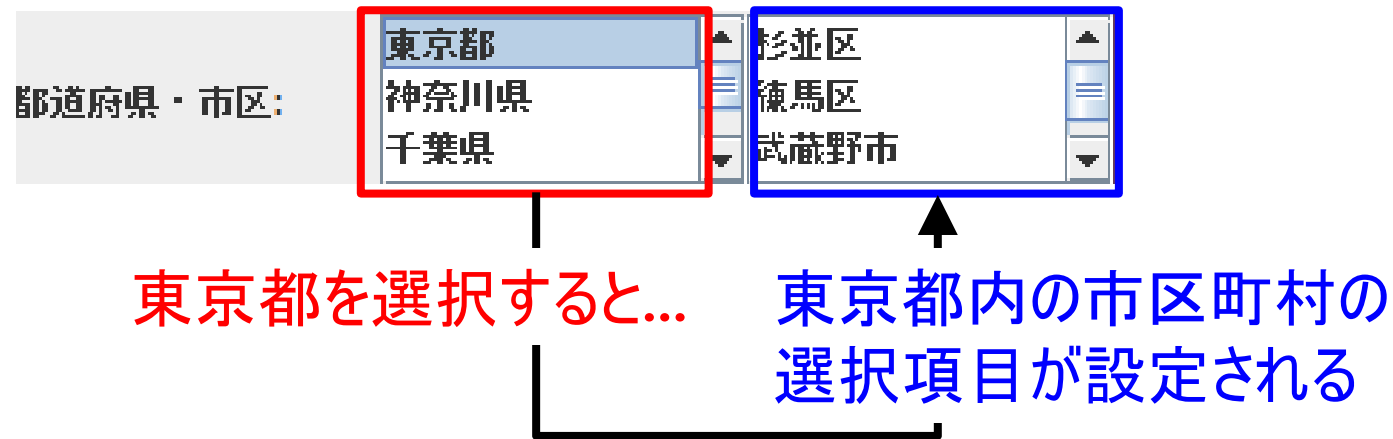 都道府県・市区:
東京都
神奈川県
千葉県
杉並区
練馬区
武蔵野市
東京都を選択すると...
東京都内の市区町村の
選択項目が設定される